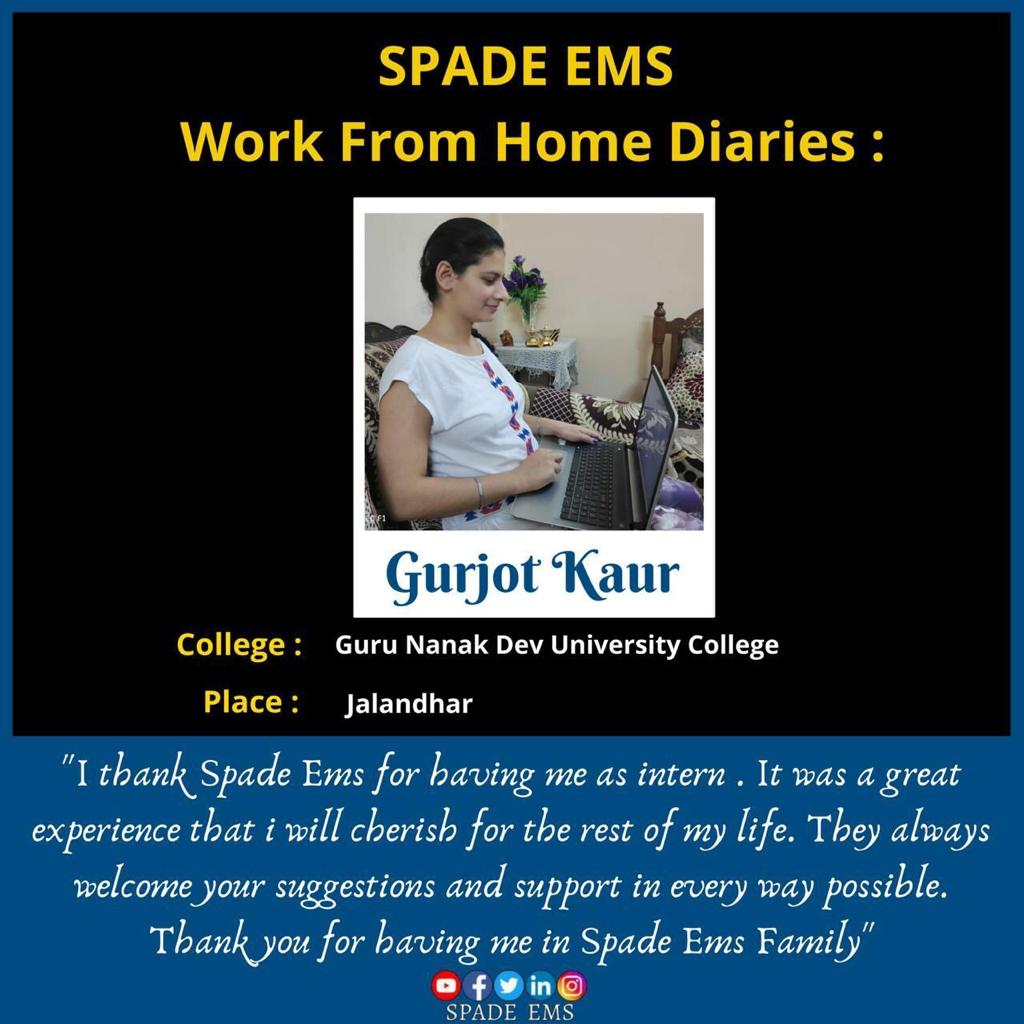 SPADE EMS
Work From Home Diaries :
Gurjot Kaur
College : Guru Nanak Dev University College
Place : Jalandhar
"I thank Spade Ems for having me as intern . It was a great
experience that i will cherish for the rest of my life. They always
welcome your suggestions and support in every way possible.
Thank you for having me in Spade Ems Family"
SPADE EMS